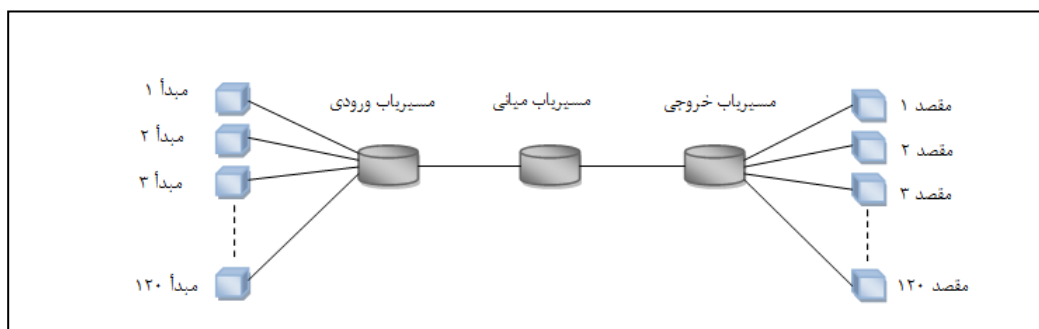 مبدأ ۱
مبدأ ۲
مبدأ ۳
مبدأ ۱۲۰
مسیریاب ورودی
مسیریاب میانی
مسیریاب خروجی
مقصد ۱
مقصد ۲
مقصد ۳
مقصد ۱۲۰